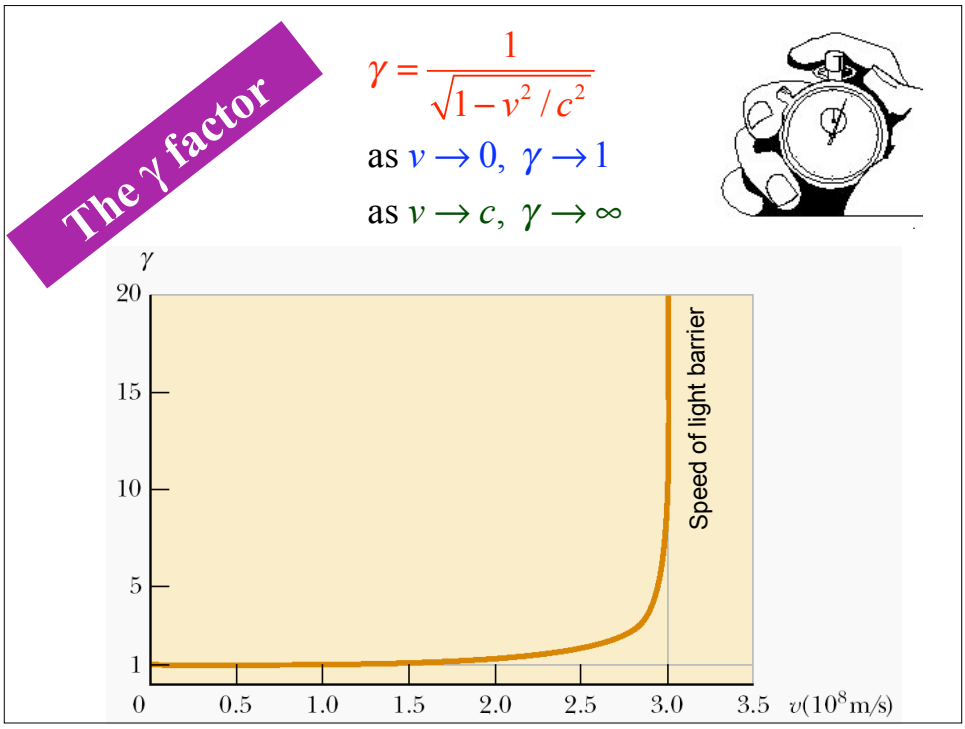 The γ factor
γ = 1 / √(1 − v² / c²)
as v → 0, γ → 1
as v → c, γ → ∞
γ
20
15
10
5
1
Speed of light barrier
0 0.5 1.0 1.5 2.0 2.5 3.0 3.5 v(10⁸ m/s)